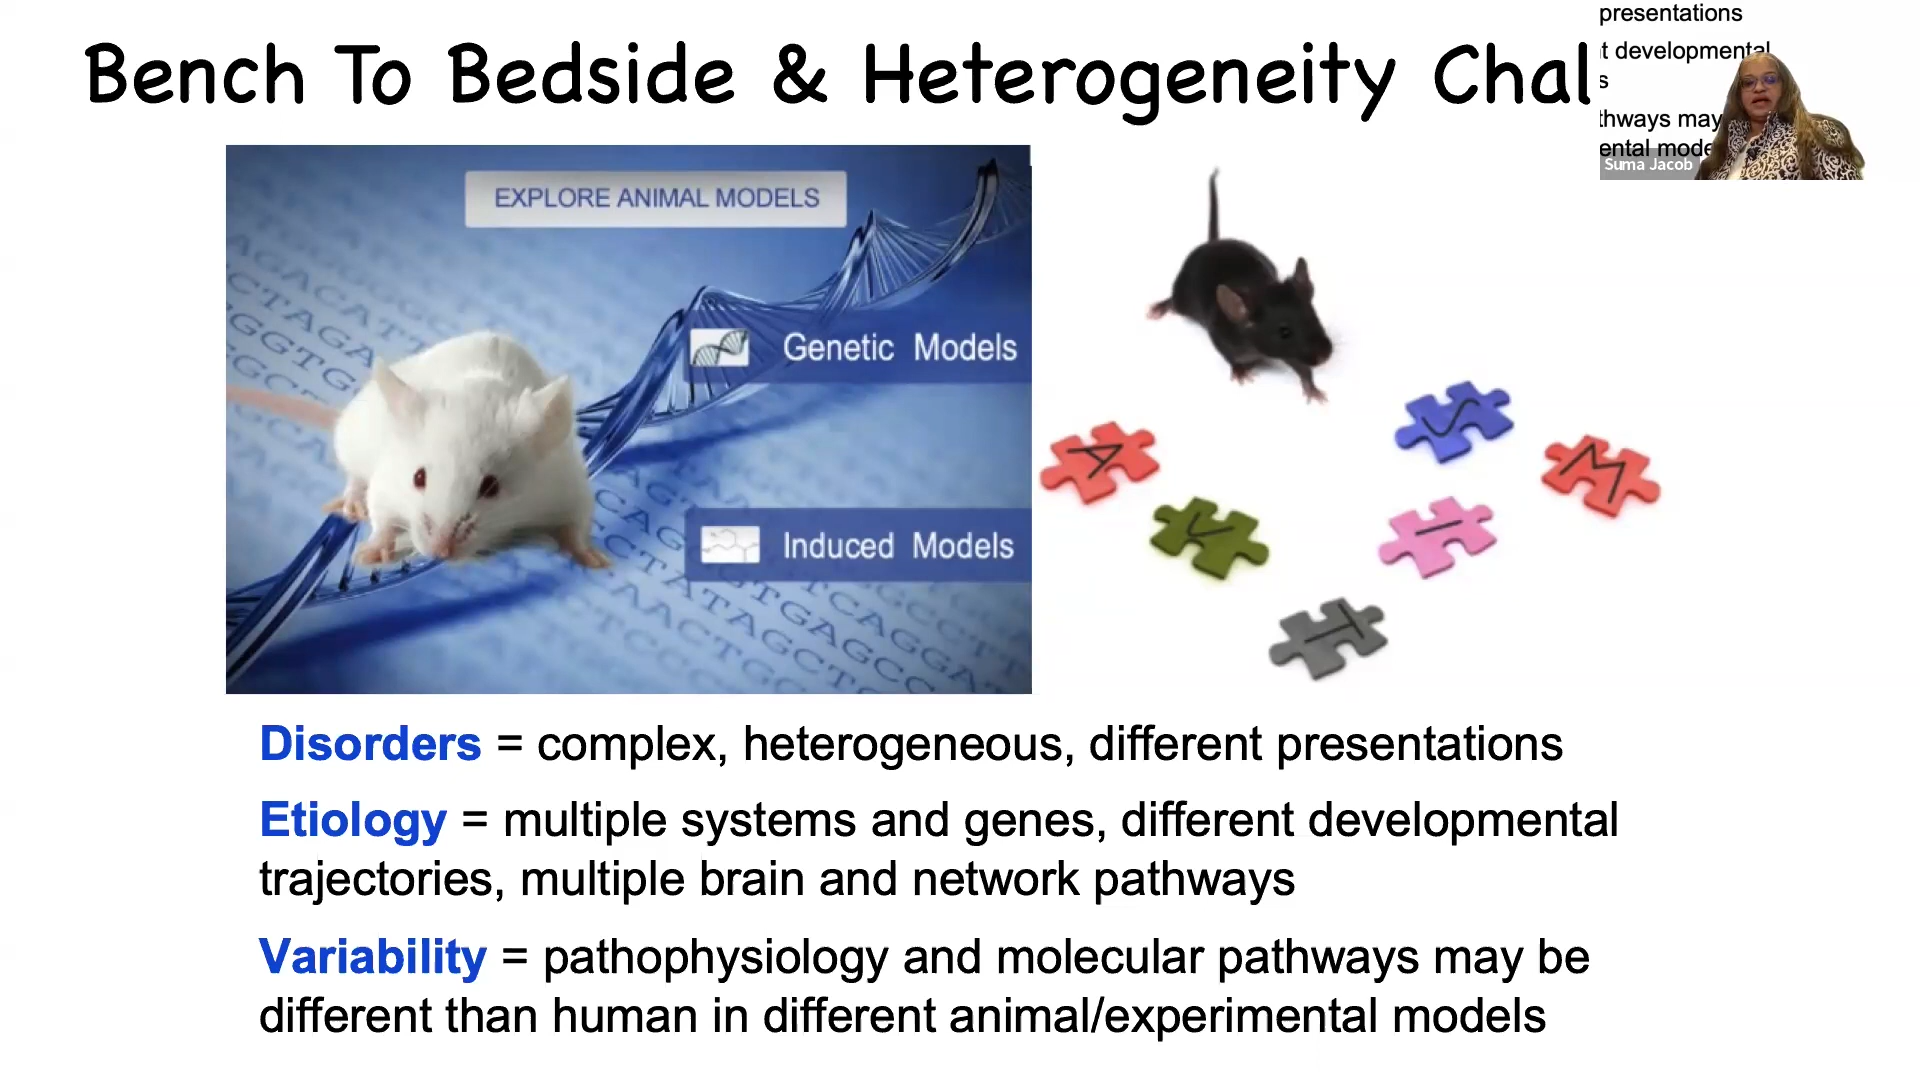 Bench To Bedside & Heterogeneity Chal
presentations
t developmental
s
thways may
ental mode
Suma Jacob
EXPLORE ANIMAL MODELS
Genetic Models
Induced Models
A
U
S
M
I
T
Disorders = complex, heterogeneous, different presentations
Etiology = multiple systems and genes, different developmental
trajectories, multiple brain and network pathways
Variability = pathophysiology and molecular pathways may be
different than human in different animal/experimental models